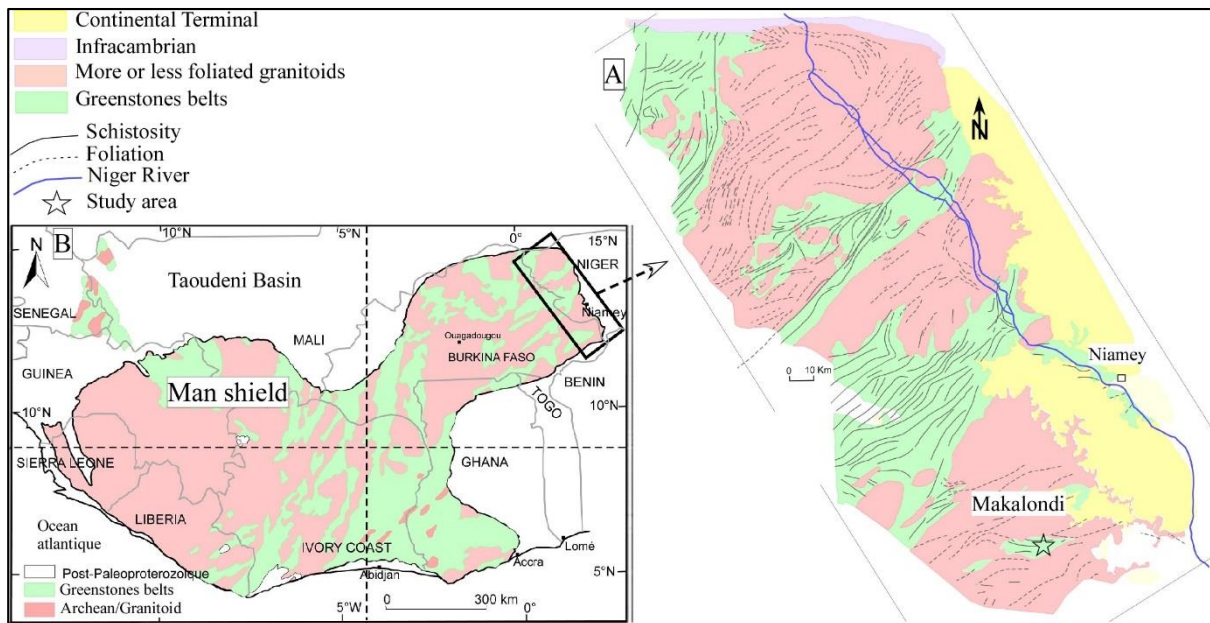 Continental Terminal
Infracambrian
More or less foliated granitoids
Greenstones belts
Schistosity
Foliation
Niger River
Study area
A
N
Niamey
0 10 Km
Makalondi
B
N
10°N
5°N
0°
15°N
Taoudeni Basin
NIGER
SENEGAL
Niamey
MALI
Ouagadougou
BURKINA FASO
GUINEA
Man shield
BENIN
TOGO
10°N
10°N
SIERRA LEONE
GHANA
LIBERIA
Ocean
atlantique
IVORY COAST
Lomé
Accra
Abidjan
5°N
Post-Paleoproterozoique
Greenstones belts
Archean/Granitoid
5°W
0 300 km
0°